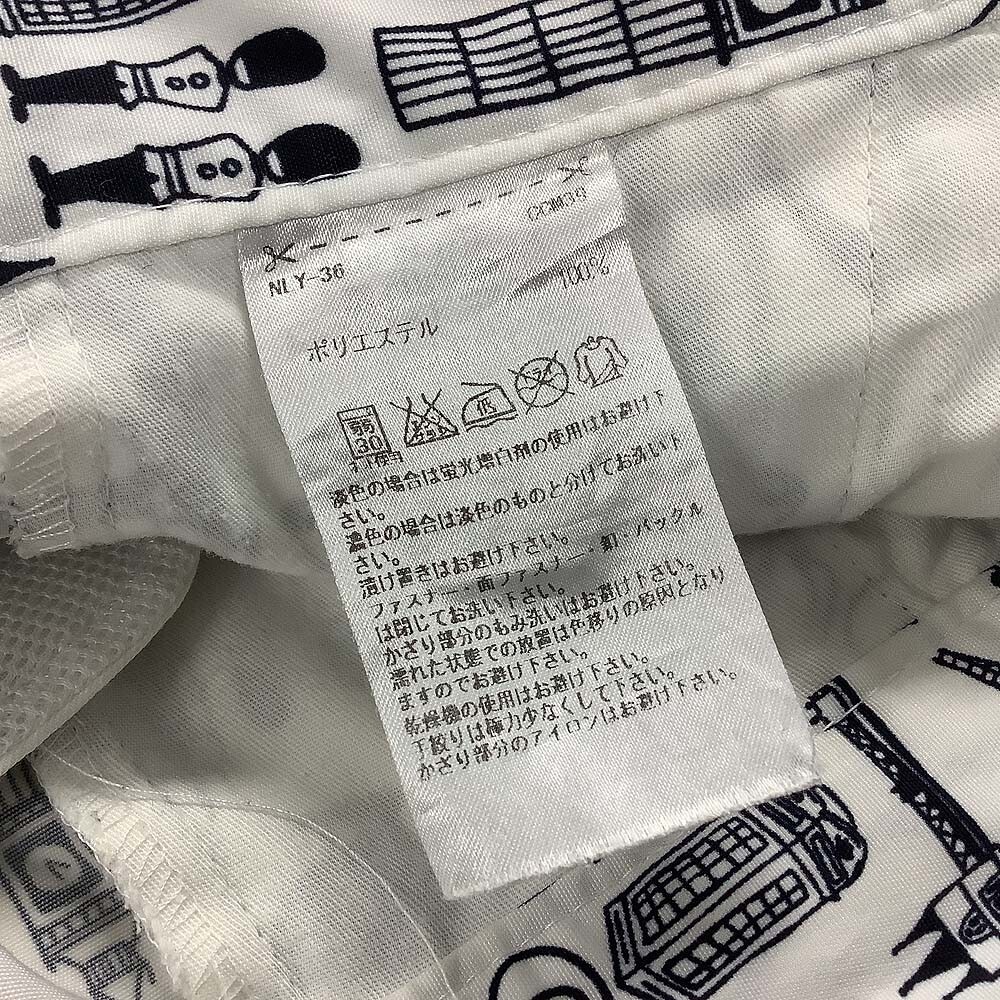 CCM39
NLY-36
ポリエステル 100%
弱
30
低
淡色の場合は蛍光増白剤の使用はお避け下
さい。
濃色の場合は淡色のものと分けてお洗い下
さい。
漬け置きはお避け下さい。
ファスナー・面ファスナー・釦・バックル
は閉じてお洗い下さい。
かざり部分のもみ洗いはお避け下さい。
濡れた状態での放置は色移りの原因となり
ますのでお避け下さい。
乾燥機の使用はお避け下さい。
手絞りは極力少なくして下さい。
かざり部分のアイロンはお避け下さい。